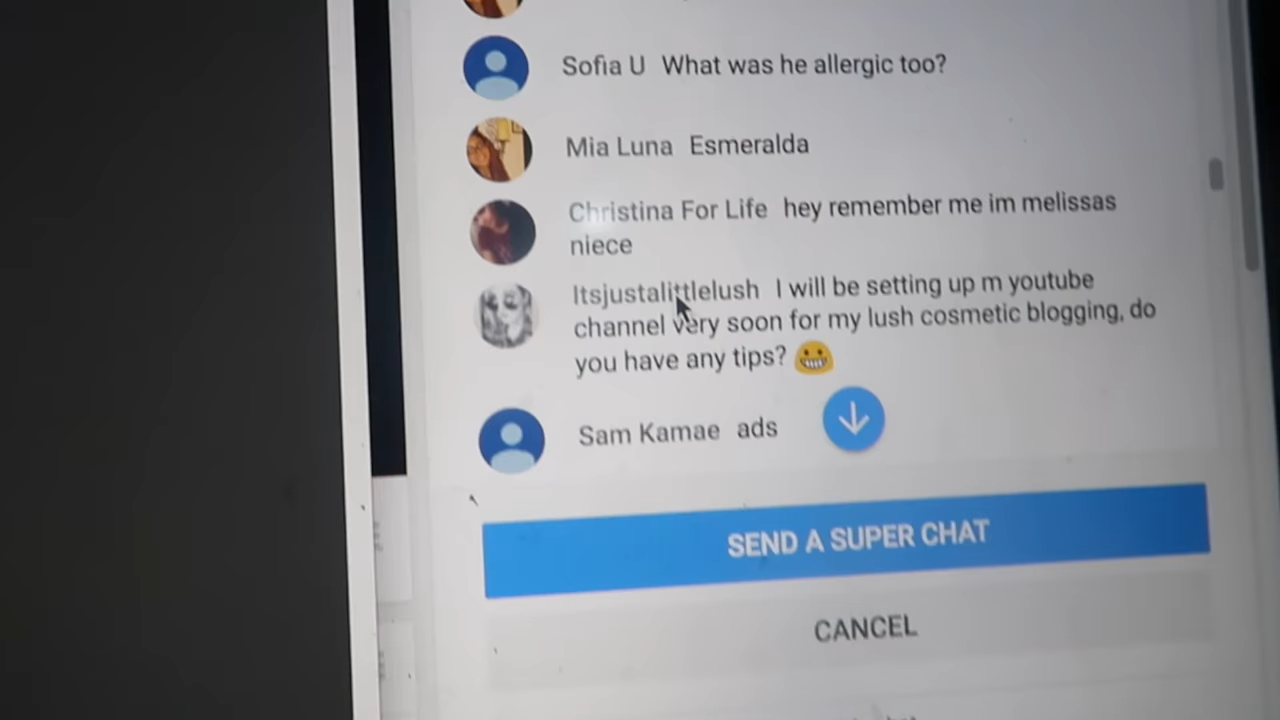 Sofia U What was he allergic too?
Mia Luna Esmeralda
Christina For Life hey remember me im melissas
niece
Itsjustalittlelush I will be setting up m youtube
channel very soon for my lush cosmetic blogging, do
you have any tips?
Sam Kamae ads
SEND A SUPER CHAT
CANCEL